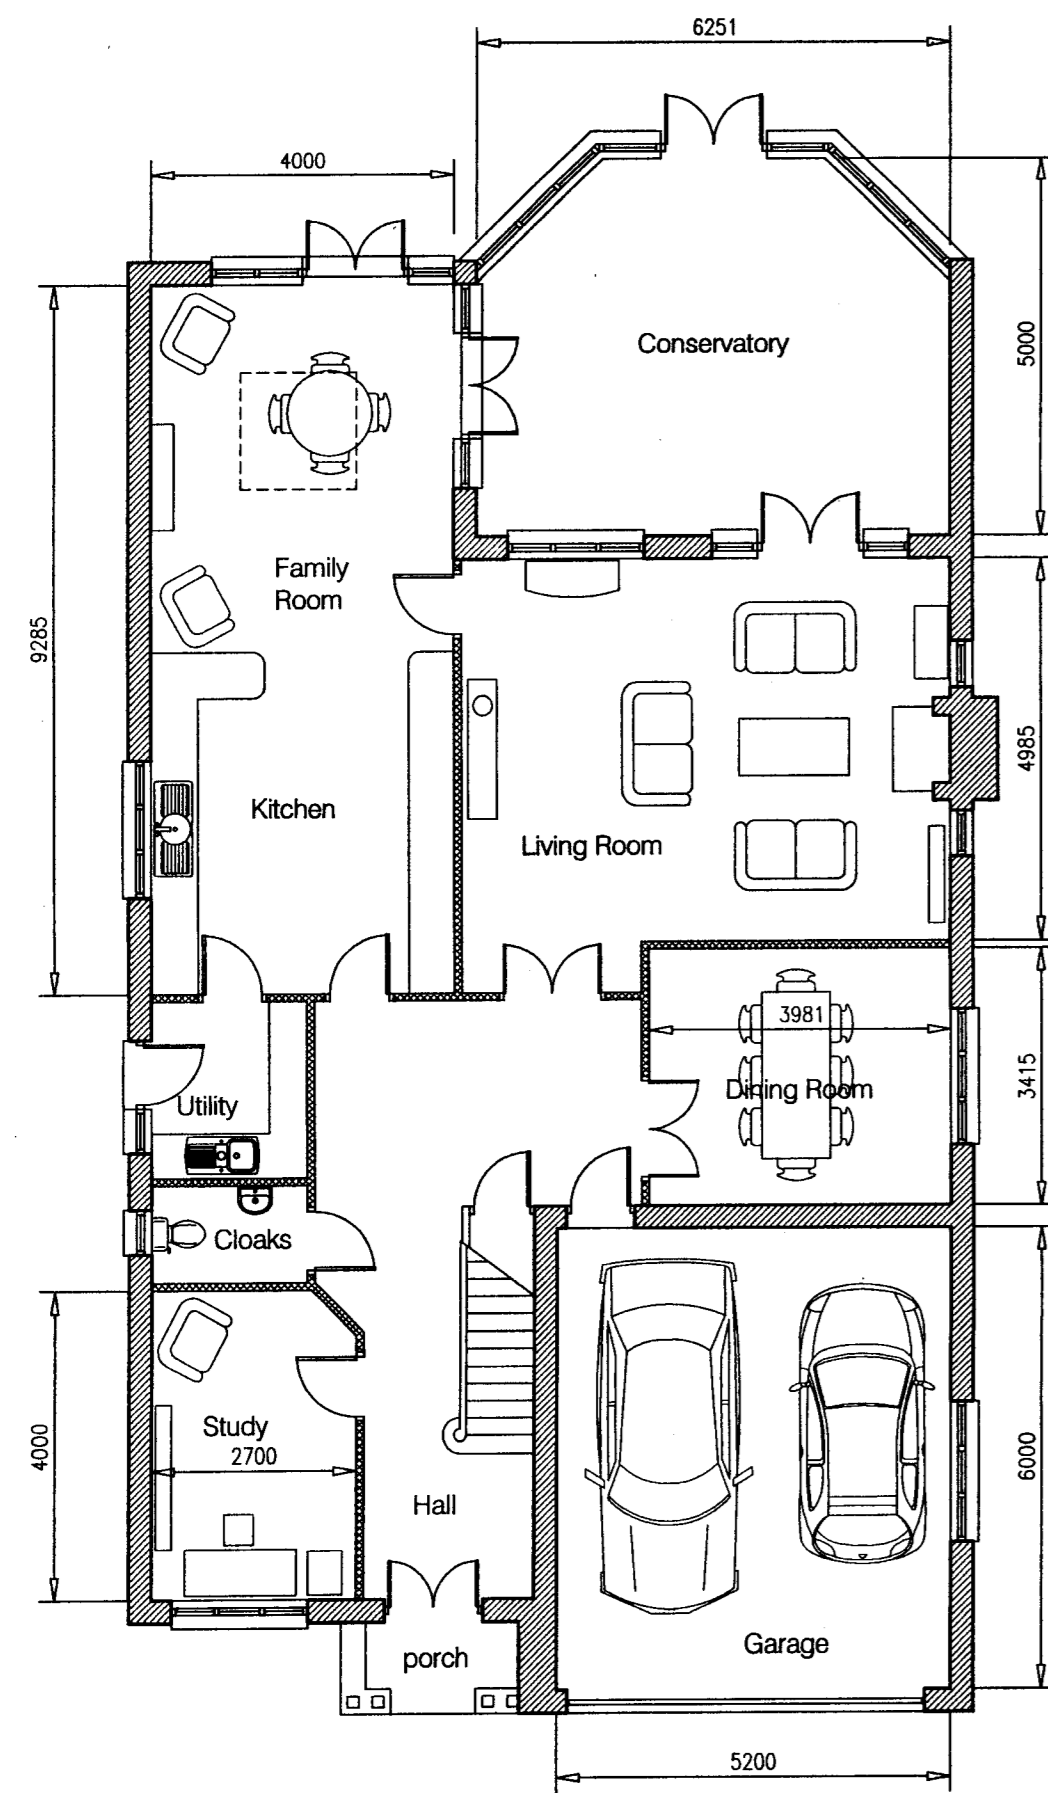 6251
4000
Conservatory
5000
Family
Room
9285
4985
Kitchen
Living Room
3981
Dining Room
3415
Utility
Cloaks
Study
2700
4000
Hall
6000
Garage
porch
5200